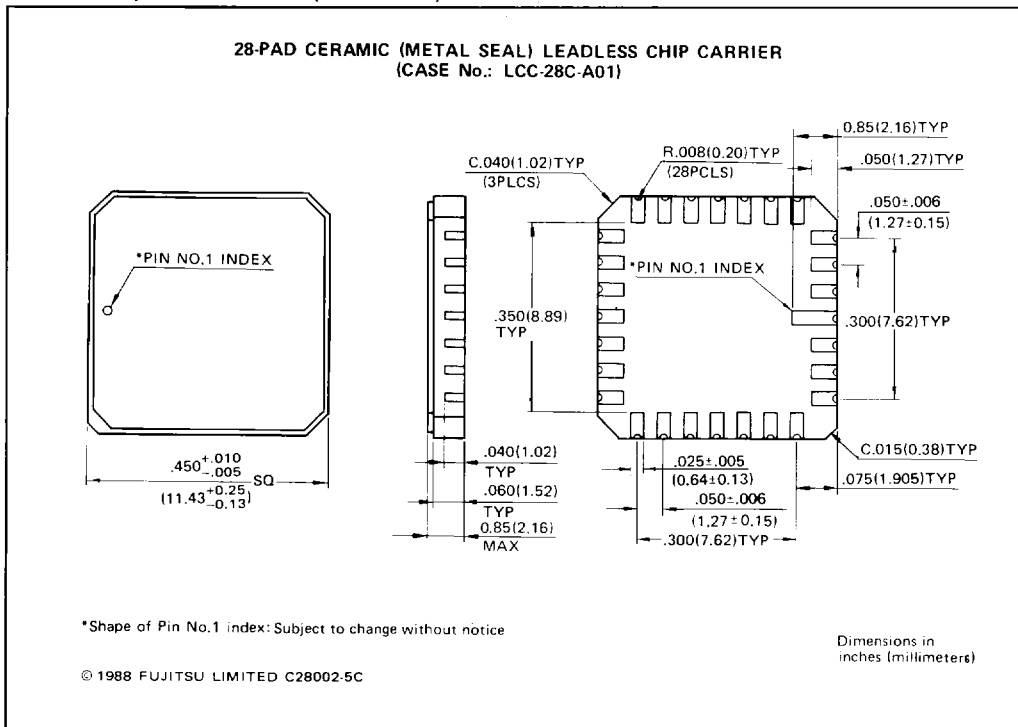 28-PAD CERAMIC (METAL SEAL) LEADLESS CHIP CARRIER
(CASE No.: LCC-28C-A01)
0.85(2.16)TYP
C.040(1.02)TYP
(3PLCS)
R.008(0.20)TYP
(28PCLS)
.050(1.27)TYP
.050±.006
(1.27±0.15)
*PIN NO.1 INDEX
*PIN NO.1 INDEX
.350(8.89)
TYP
.300(7.62)TYP
.450+.010-.005 SQ
(11.43+0.25-0.13)
.040(1.02)
TYP
.060(1.52)
TYP
0.85(2.16)
MAX
.025±.005
(0.64±0.13)
.050±.006
(1.27±0.15)
.300(7.62)TYP
C.015(0.38)TYP
.075(1.905)TYP
*Shape of Pin No.1 index: Subject to change without notice
Dimensions in
inches (millimeters)
© 1988 FUJITSU LIMITED C28002-5C